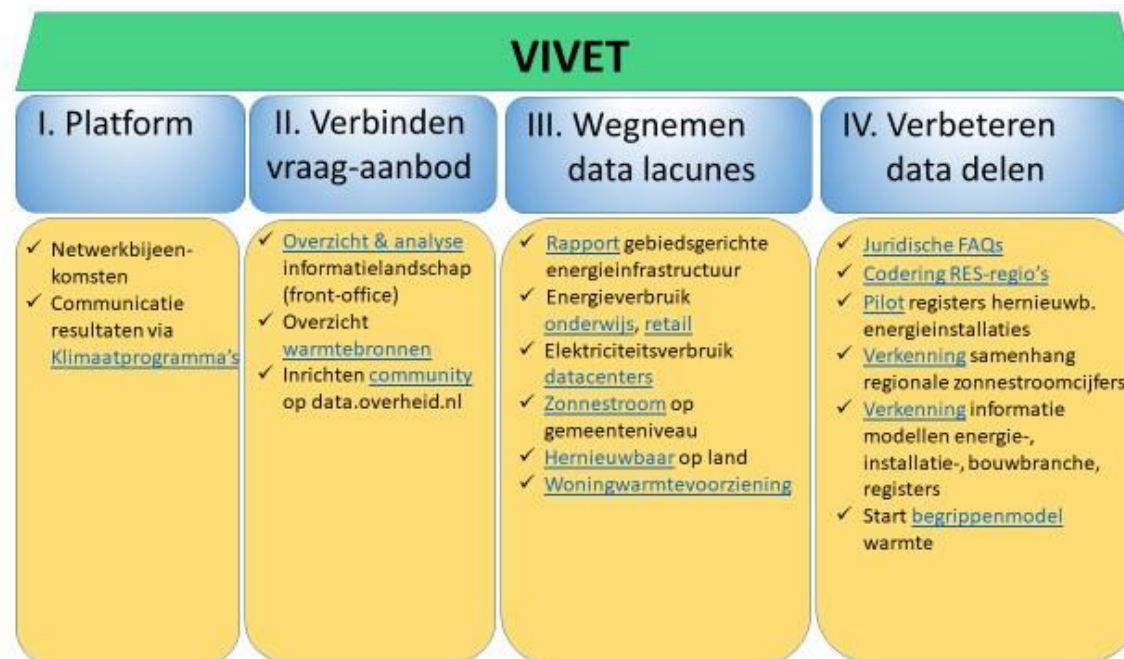 VIVET
I. Platform
II. Verbinden
vraag-aanbod
III. Wegnemen
data lacunes
IV. Verbeteren
data delen
✓ Netwerkbijeen-
komsten
✓ Communicatie
resultaten via
Klimaatprogramma's
✓ Overzicht & analyse
informatielandschap
(front-office)
✓ Overzicht
warmtebronnen
✓ Inrichten community
op data.overheid.nl
✓ Rapport gebiedsgerichte
energieinfrastructuur
✓ Energieverbruik
onderwijs, retail
✓ Elektriciteitsverbruik
datacenters
✓ Zonnestroom op
gemeenteniveau
✓ Hernieuwbaar op land
✓ Woningwarmtevoorziening
✓ Juridische FAQs
✓ Codering RES-regio's
✓ Pilot registers hernieuwb.
energieinstallaties
✓ Verkenning samenhang
regionale zonnestroomcijfers
✓ Verkenning informatie
modellen energie-,
installatie-, bouwbranche,
registers
✓ Start begrippenmodel
warmte